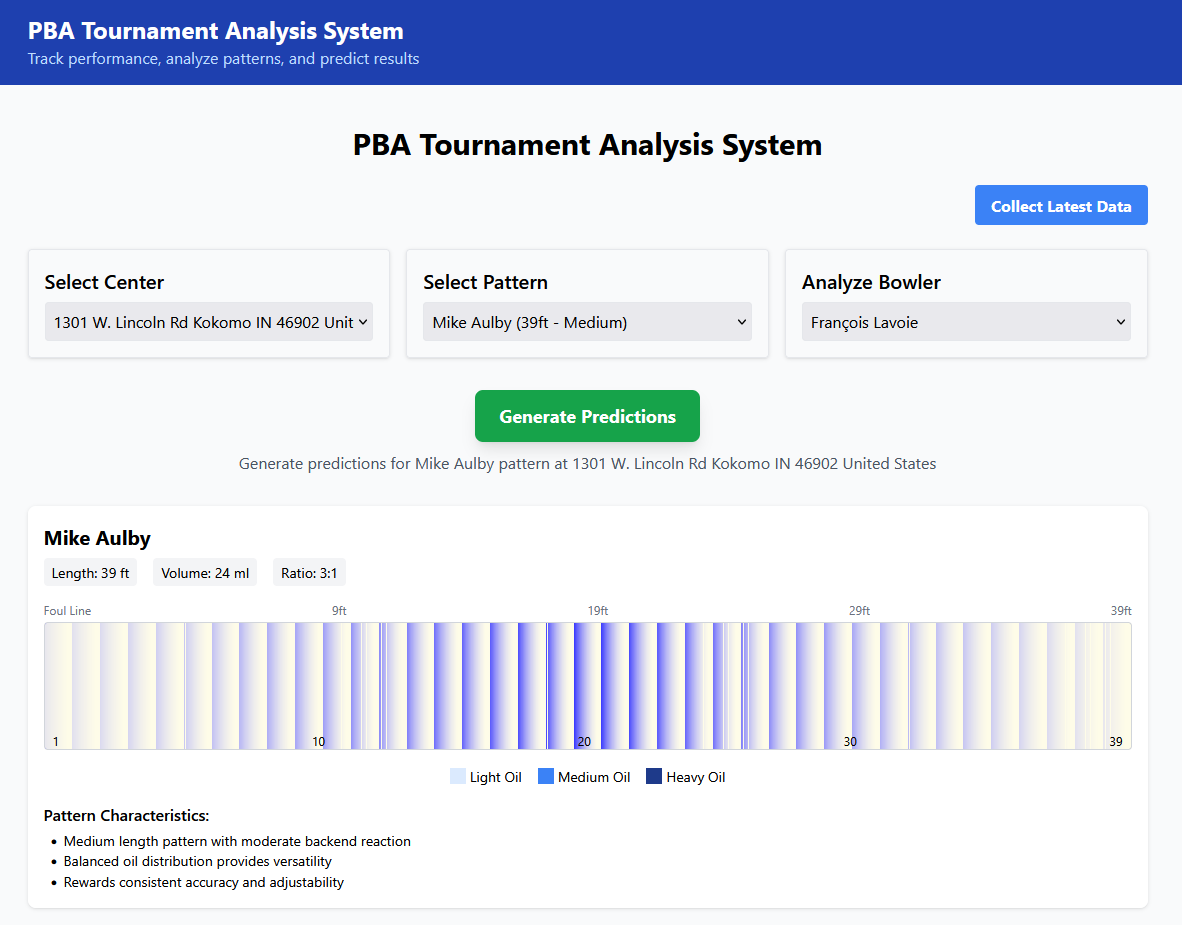 PBA Tournament Analysis System
Track performance, analyze patterns, and predict results
PBA Tournament Analysis System
Collect Latest Data
Select Center
1301 W. Lincoln Rd Kokomo IN 46902 Unit
Select Pattern
Mike Aulby (39ft - Medium)
Analyze Bowler
François Lavoie
Generate Predictions
Generate predictions for Mike Aulby pattern at 1301 W. Lincoln Rd Kokomo IN 46902 United States
Mike Aulby
Length: 39 ft Volume: 24 ml Ratio: 3:1
Foul Line 9ft 19ft 29ft 39ft
1 10 20 30 39
Light Oil Medium Oil Heavy Oil
Pattern Characteristics:
• Medium length pattern with moderate backend reaction
• Balanced oil distribution provides versatility
• Rewards consistent accuracy and adjustability